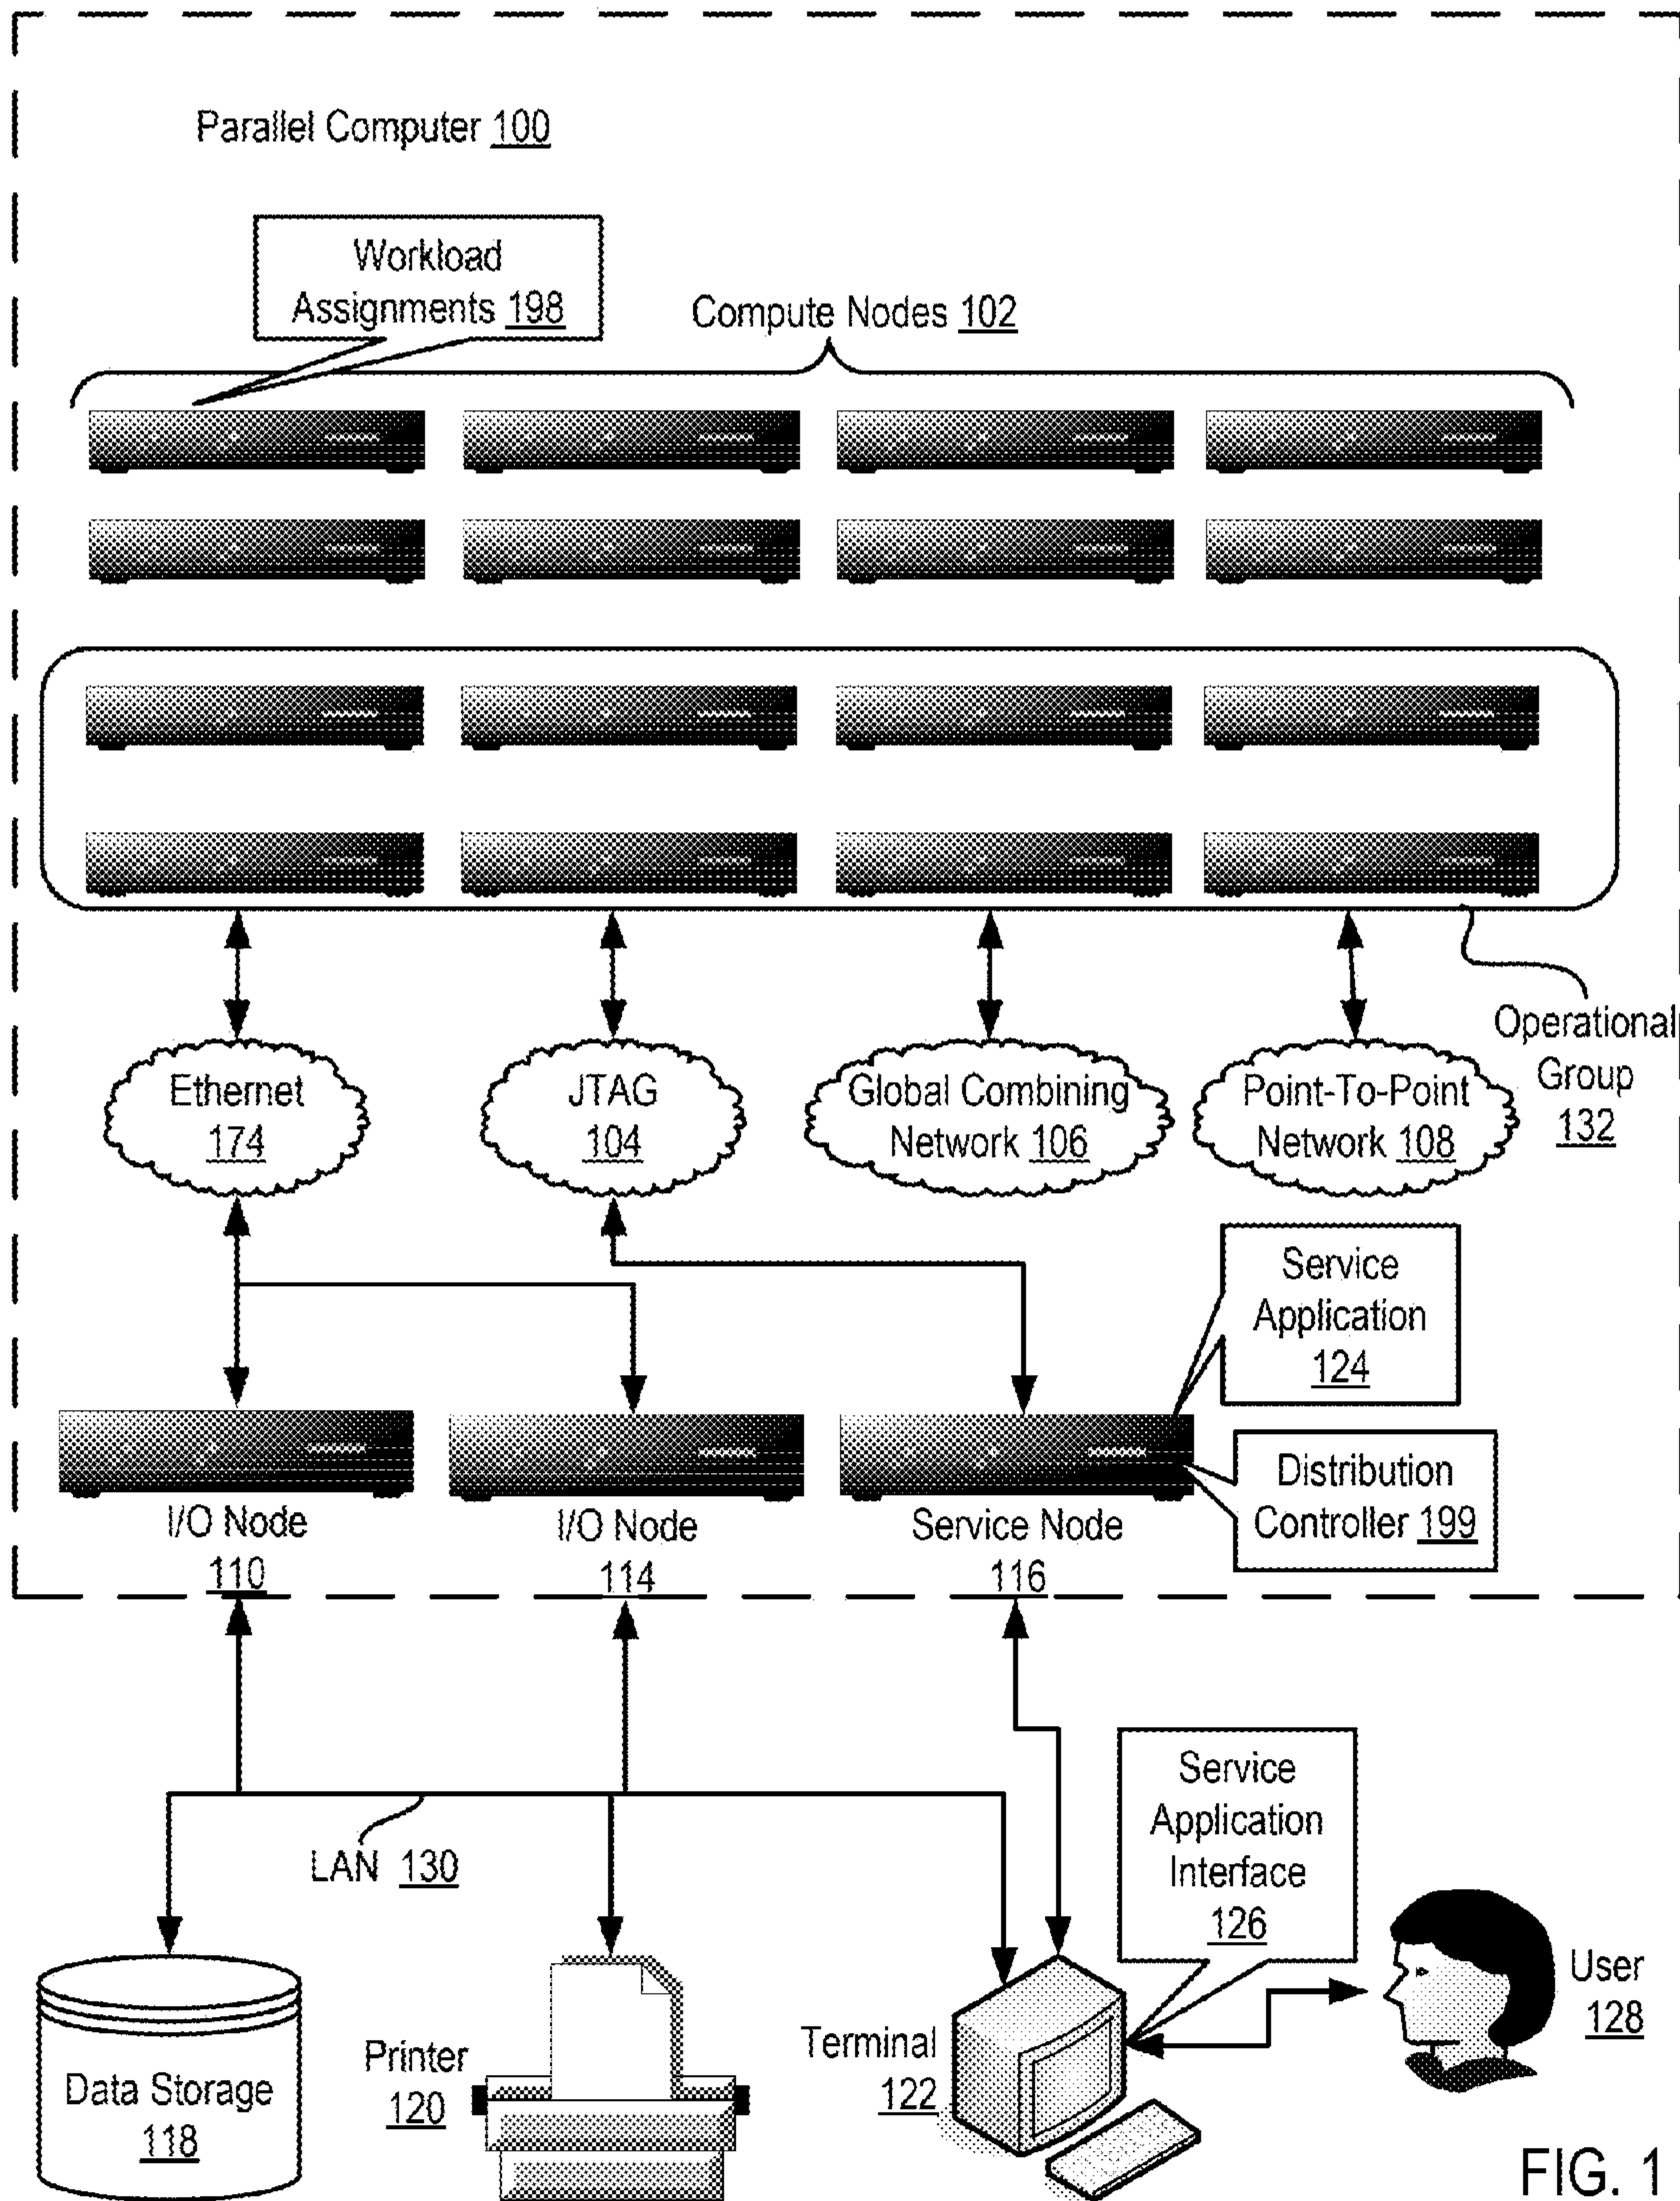 Parallel Computer 100
Workload
Assignments 198
Compute Nodes 102
Operational
Group
132
Ethernet
174
JTAG
104
Global Combining
Network 106
Point-To-Point
Network 108
Service
Application
124
Distribution
Controller 199
I/O Node
110
I/O Node
114
Service Node
116
Service
Application
Interface
126
LAN 130
Data Storage
118
Printer
120
Terminal
122
User
128
FIG. 1